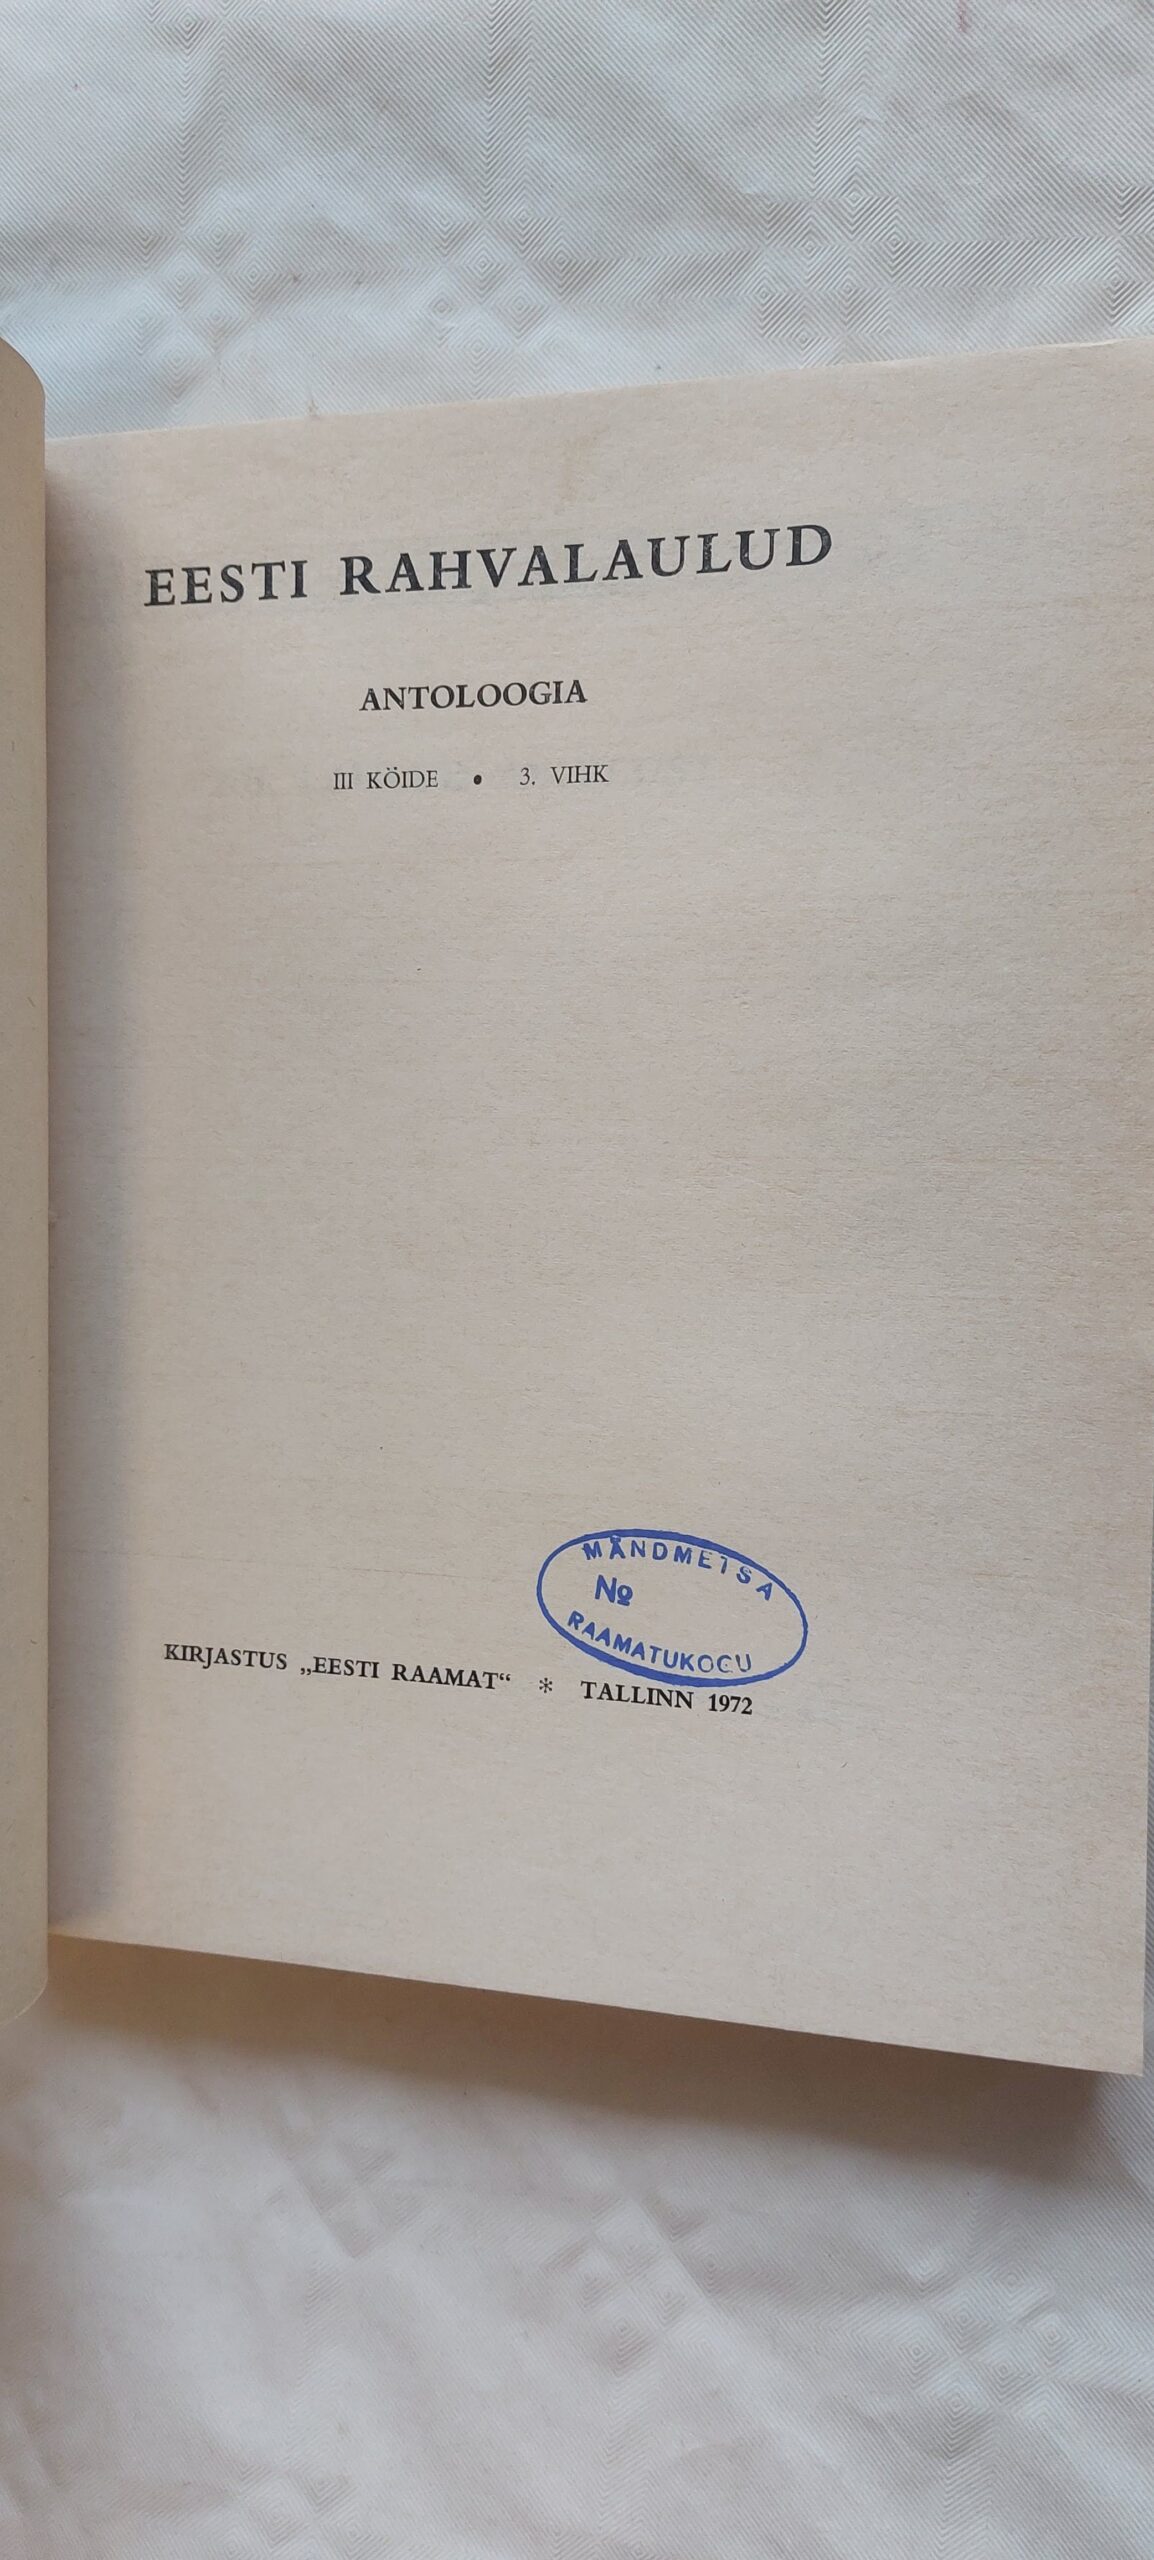 EESTI RAHVALAULUD
ANTOLOOGIA
III KÖIDE • 3. VIHK
MÄNDMETSA
№
RAAMATUKOGU
KIRJASTUS „EESTI RAAMAT“ * TALLINN 1972